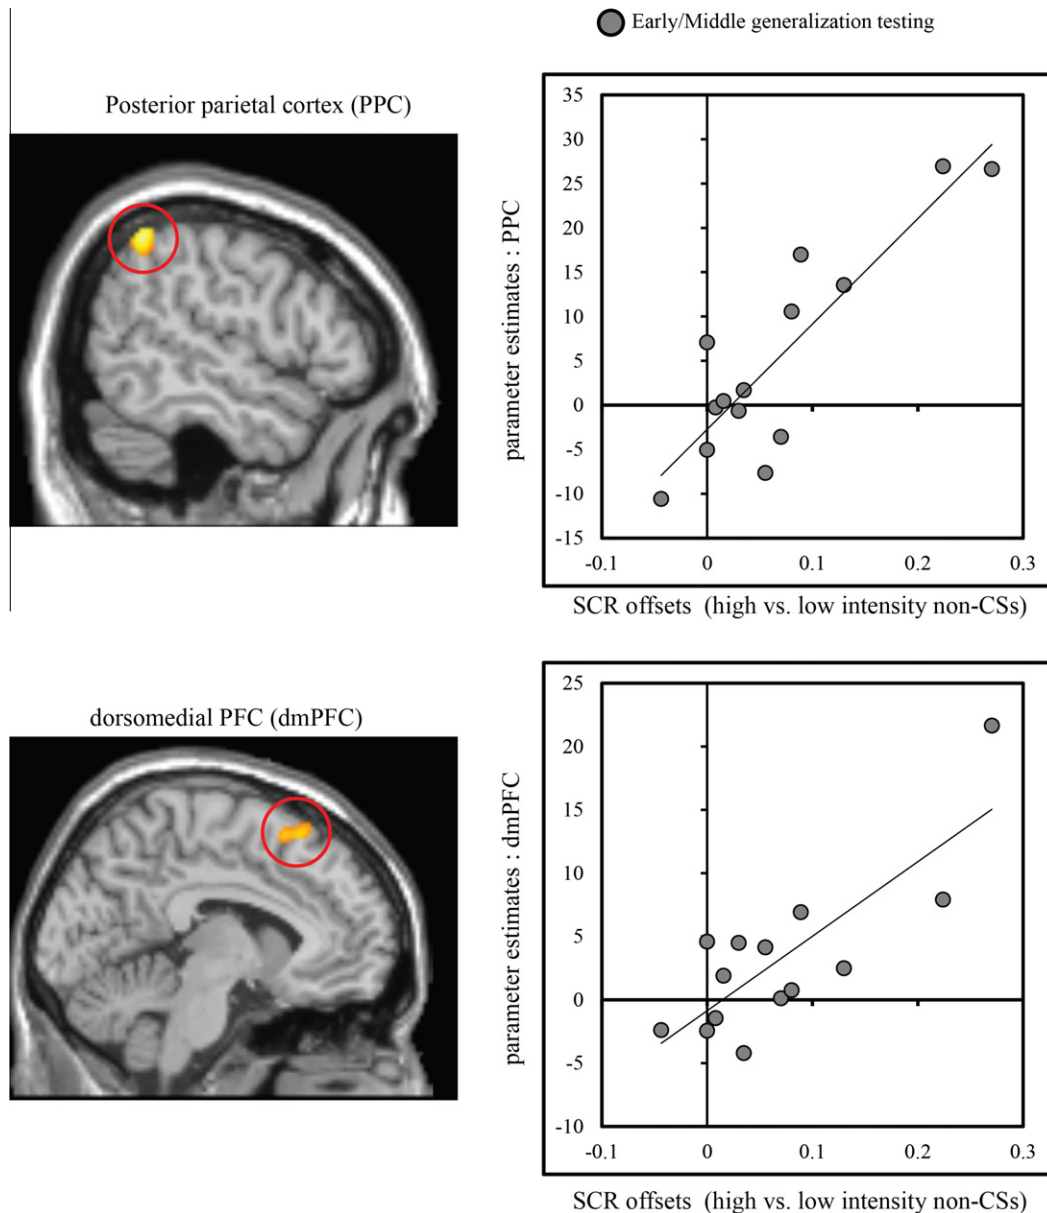 Early/Middle generalization testing
Posterior parietal cortex (PPC)
parameter estimates : PPC
35
30
25
20
15
10
5
0
-5
-10
-15
-0.1 0 0.1 0.2 0.3
SCR offsets (high vs. low intensity non-CSs)
dorsomedial PFC (dmPFC)
parameter estimates : dmPFC
25
20
15
10
5
0
-5
-10
-0.1 0 0.1 0.2 0.3
SCR offsets (high vs. low intensity non-CSs)